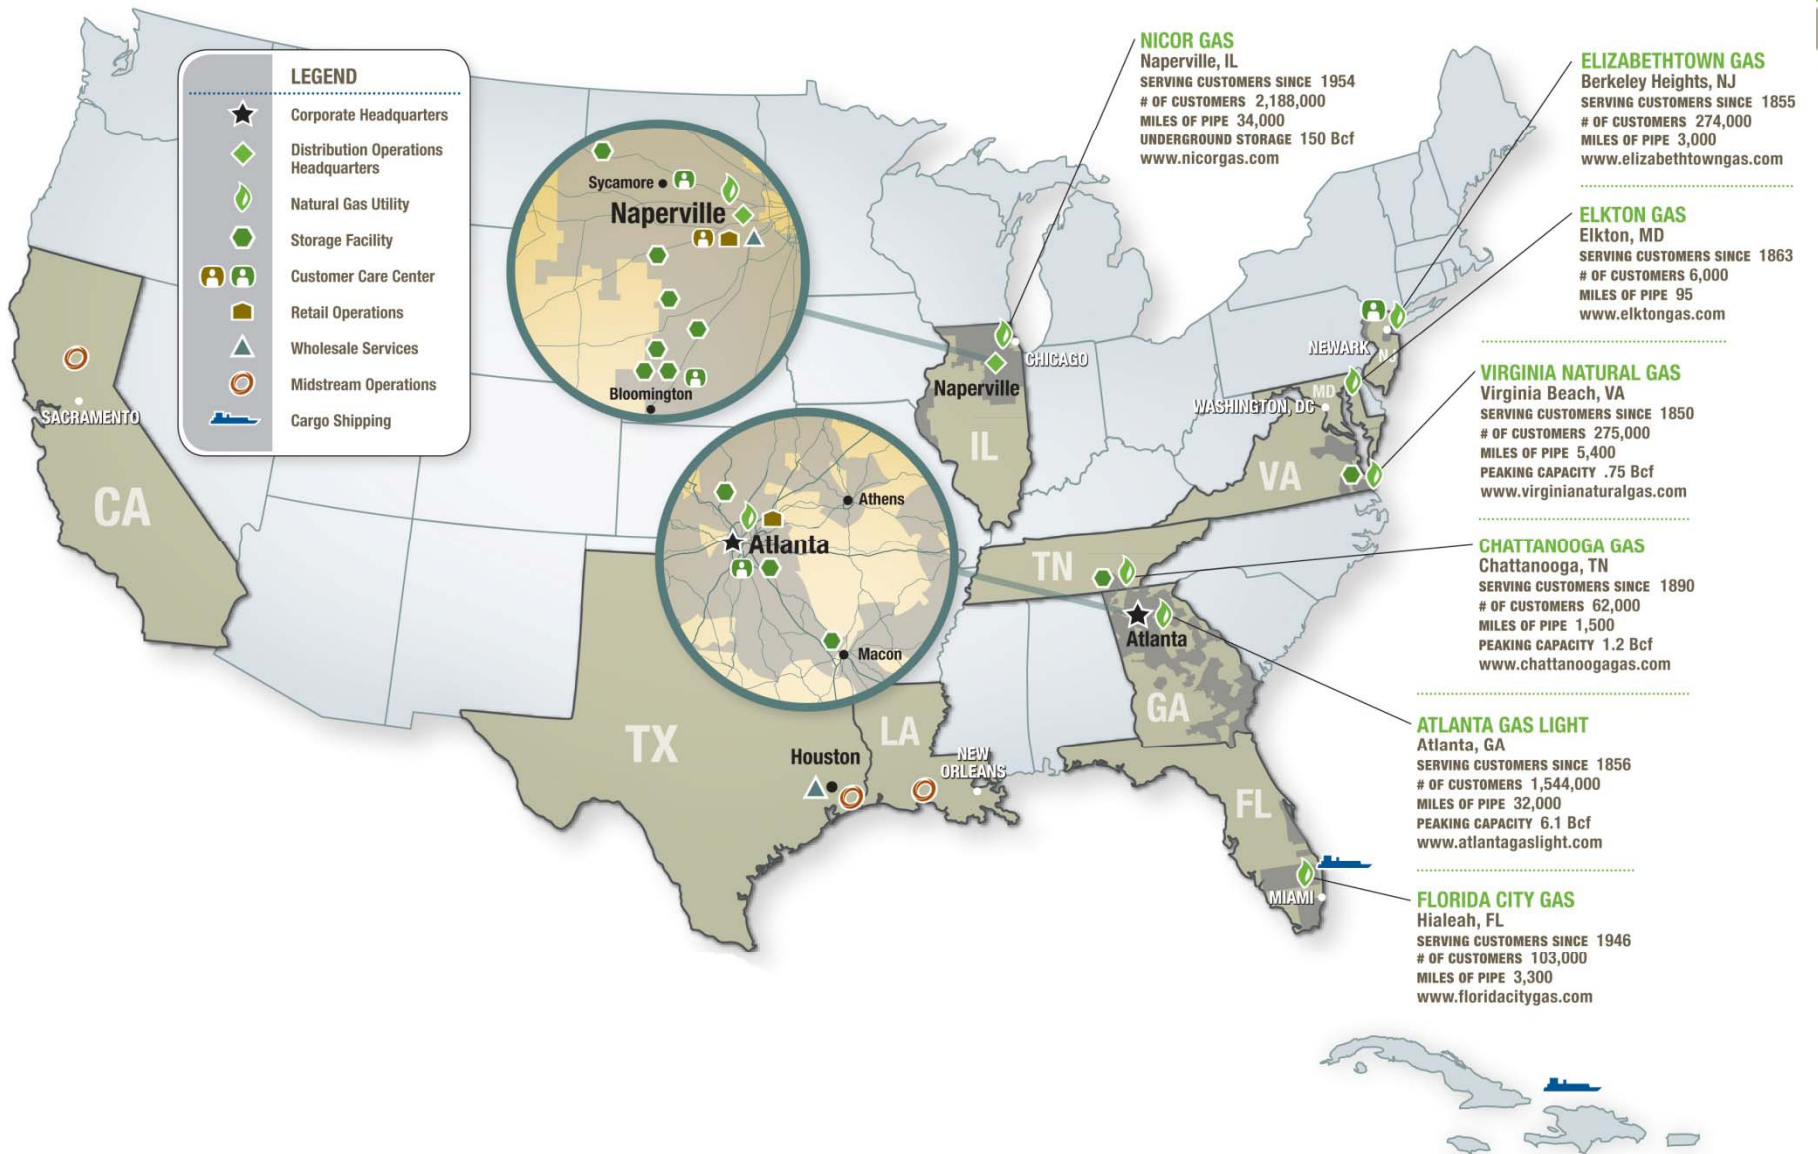 LEGEND
Corporate Headquarters
Distribution Operations
Headquarters
Natural Gas Utility
Storage Facility
Customer Care Center
Retail Operations
Wholesale Services
Midstream Operations
Cargo Shipping
Sycamore
Naperville
Bloomington
Athens
Atlanta
Macon
SACRAMENTO
CA
TX
Houston
LA
NEW
ORLEANS
CHICAGO
Naperville
IL
NEWARK
NJ
MD
WASHINGTON, DC
VA
TN
Atlanta
GA
FL
MIAMI
NICOR GAS
Naperville, IL
SERVING CUSTOMERS SINCE 1954
# OF CUSTOMERS 2,188,000
MILES OF PIPE 34,000
UNDERGROUND STORAGE 150 Bcf
www.nicorgas.com
ELIZABETHTOWN GAS
Berkeley Heights, NJ
SERVING CUSTOMERS SINCE 1855
# OF CUSTOMERS 274,000
MILES OF PIPE 3,000
www.elizabethtowngas.com
ELKTON GAS
Elkton, MD
SERVING CUSTOMERS SINCE 1863
# OF CUSTOMERS 6,000
MILES OF PIPE 95
www.elktongas.com
VIRGINIA NATURAL GAS
Virginia Beach, VA
SERVING CUSTOMERS SINCE 1850
# OF CUSTOMERS 275,000
MILES OF PIPE 5,400
PEAKING CAPACITY .75 Bcf
www.virginianaturalgas.com
CHATTANOOGA GAS
Chattanooga, TN
SERVING CUSTOMERS SINCE 1890
# OF CUSTOMERS 62,000
MILES OF PIPE 1,500
PEAKING CAPACITY 1.2 Bcf
www.chattanoogagas.com
ATLANTA GAS LIGHT
Atlanta, GA
SERVING CUSTOMERS SINCE 1856
# OF CUSTOMERS 1,544,000
MILES OF PIPE 32,000
PEAKING CAPACITY 6.1 Bcf
www.atlantagaslight.com
FLORIDA CITY GAS
Hialeah, FL
SERVING CUSTOMERS SINCE 1946
# OF CUSTOMERS 103,000
MILES OF PIPE 3,300
www.floridacitygas.com